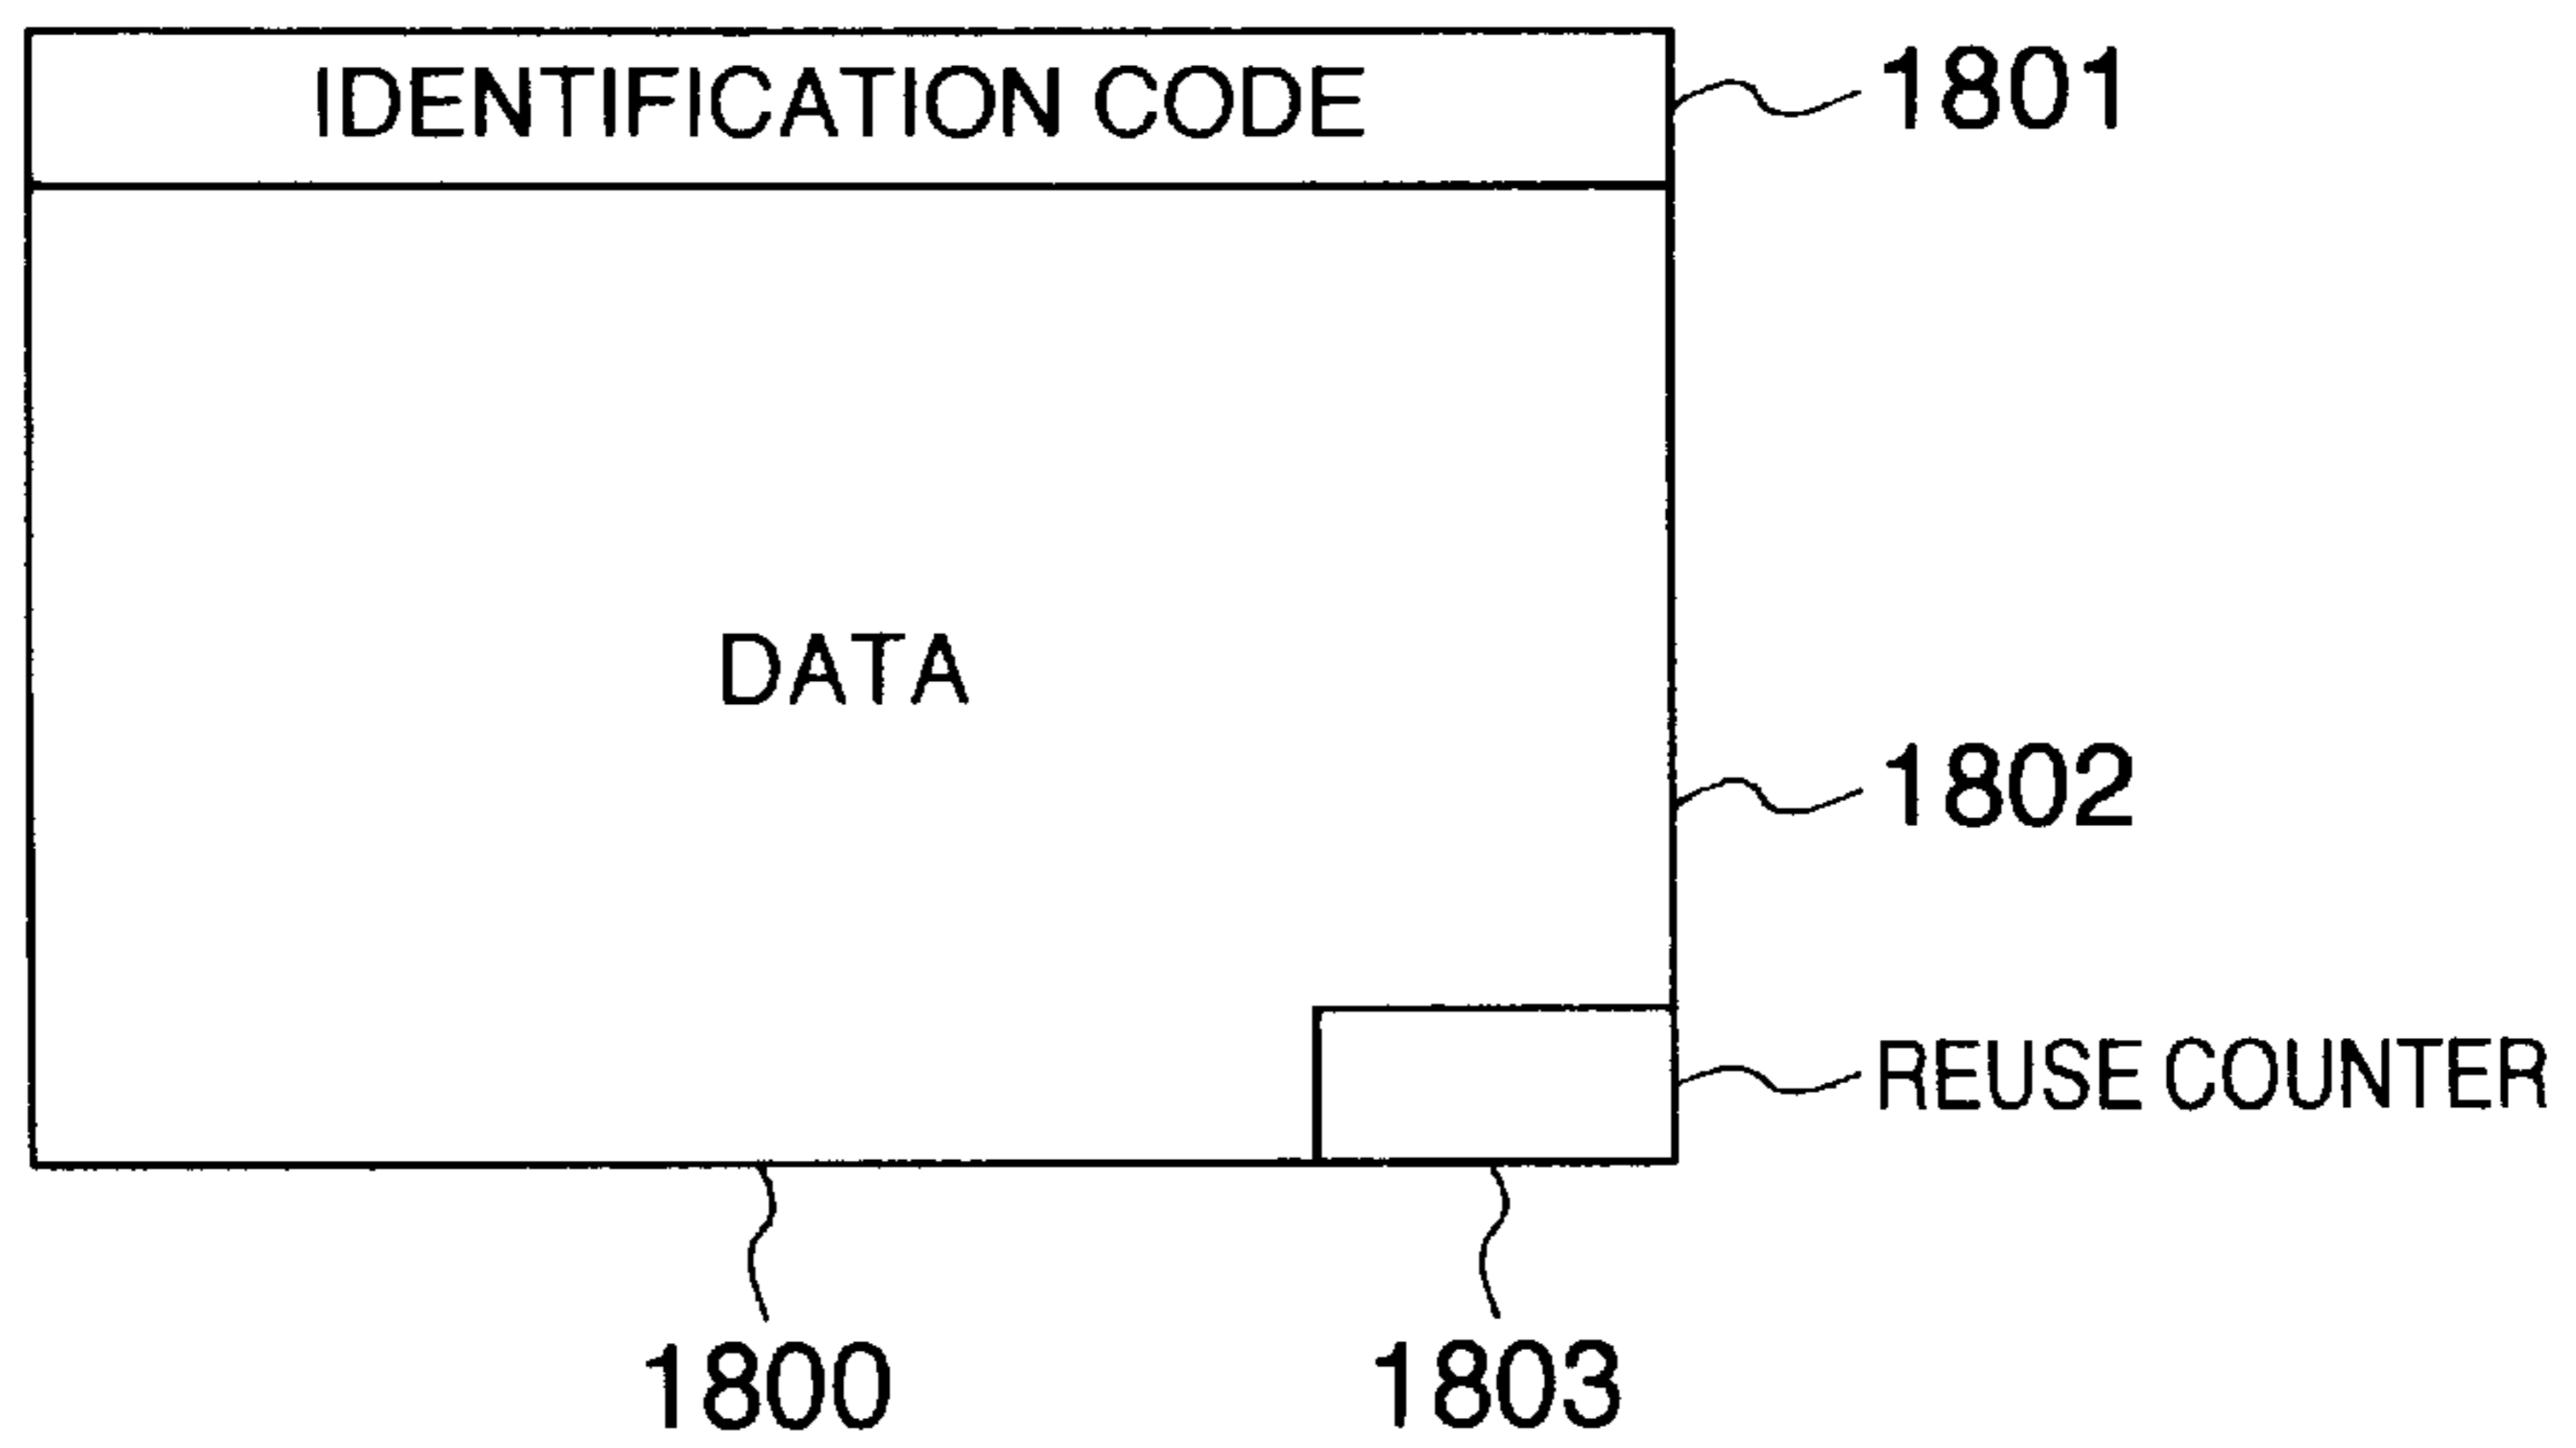 IDENTIFICATION CODE
1801
DATA
1802
REUSE COUNTER
1800
1803